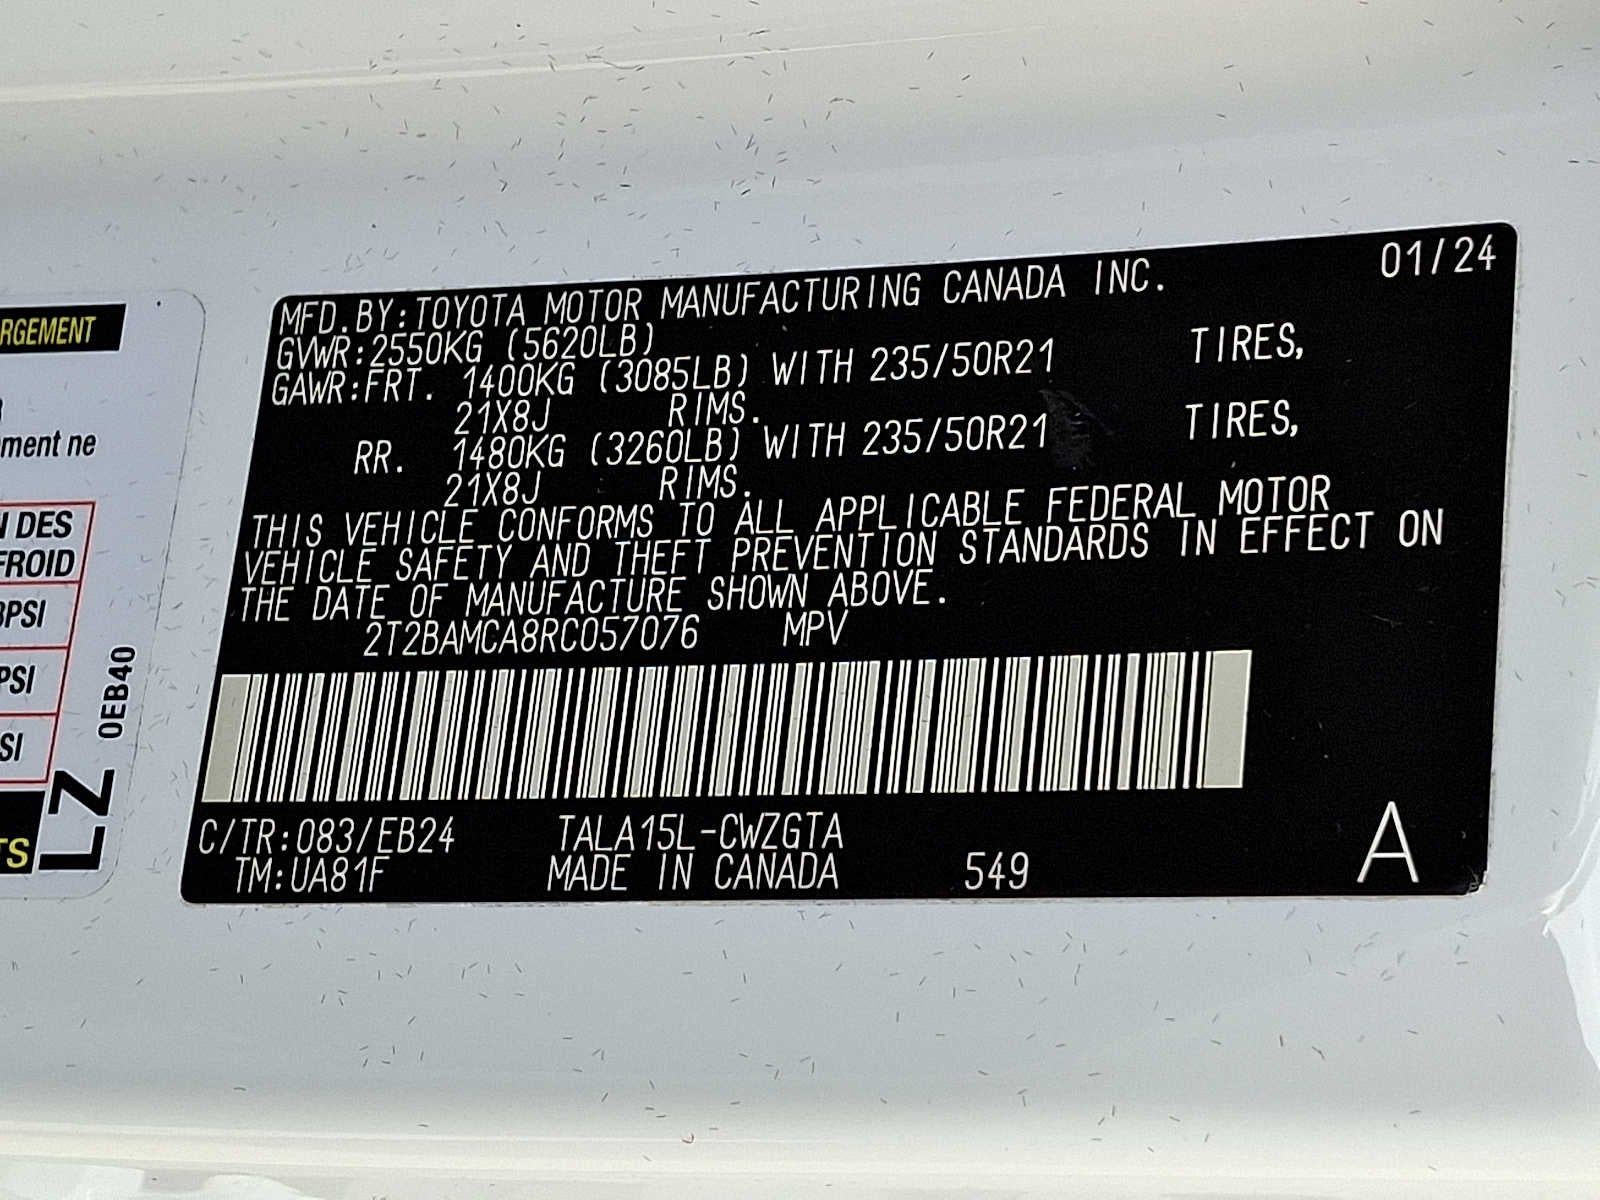 RGEMENT
ment ne
N DES
FROID
PSI
PSI
SI
TS
LZ
0EB40
MFD.BY:TOYOTA MOTOR MANUFACTURING CANADA INC. 01/24
GVWR:2550KG (5620LB)
GAWR:FRT. 1400KG (3085LB) WITH 235/50R21 TIRES,
21X8J RIMS.
RR. 1480KG (3260LB) WITH 235/50R21 TIRES,
21X8J RIMS.
THIS VEHICLE CONFORMS TO ALL APPLICABLE FEDERAL MOTOR
VEHICLE SAFETY AND THEFT PREVENTION STANDARDS IN EFFECT ON
THE DATE OF MANUFACTURE SHOWN ABOVE.
2T2BAMCA8RC057076 MPV
C/TR:083/EB24 TALA15L-CWZGTA
TM:UA81F MADE IN CANADA 549 A